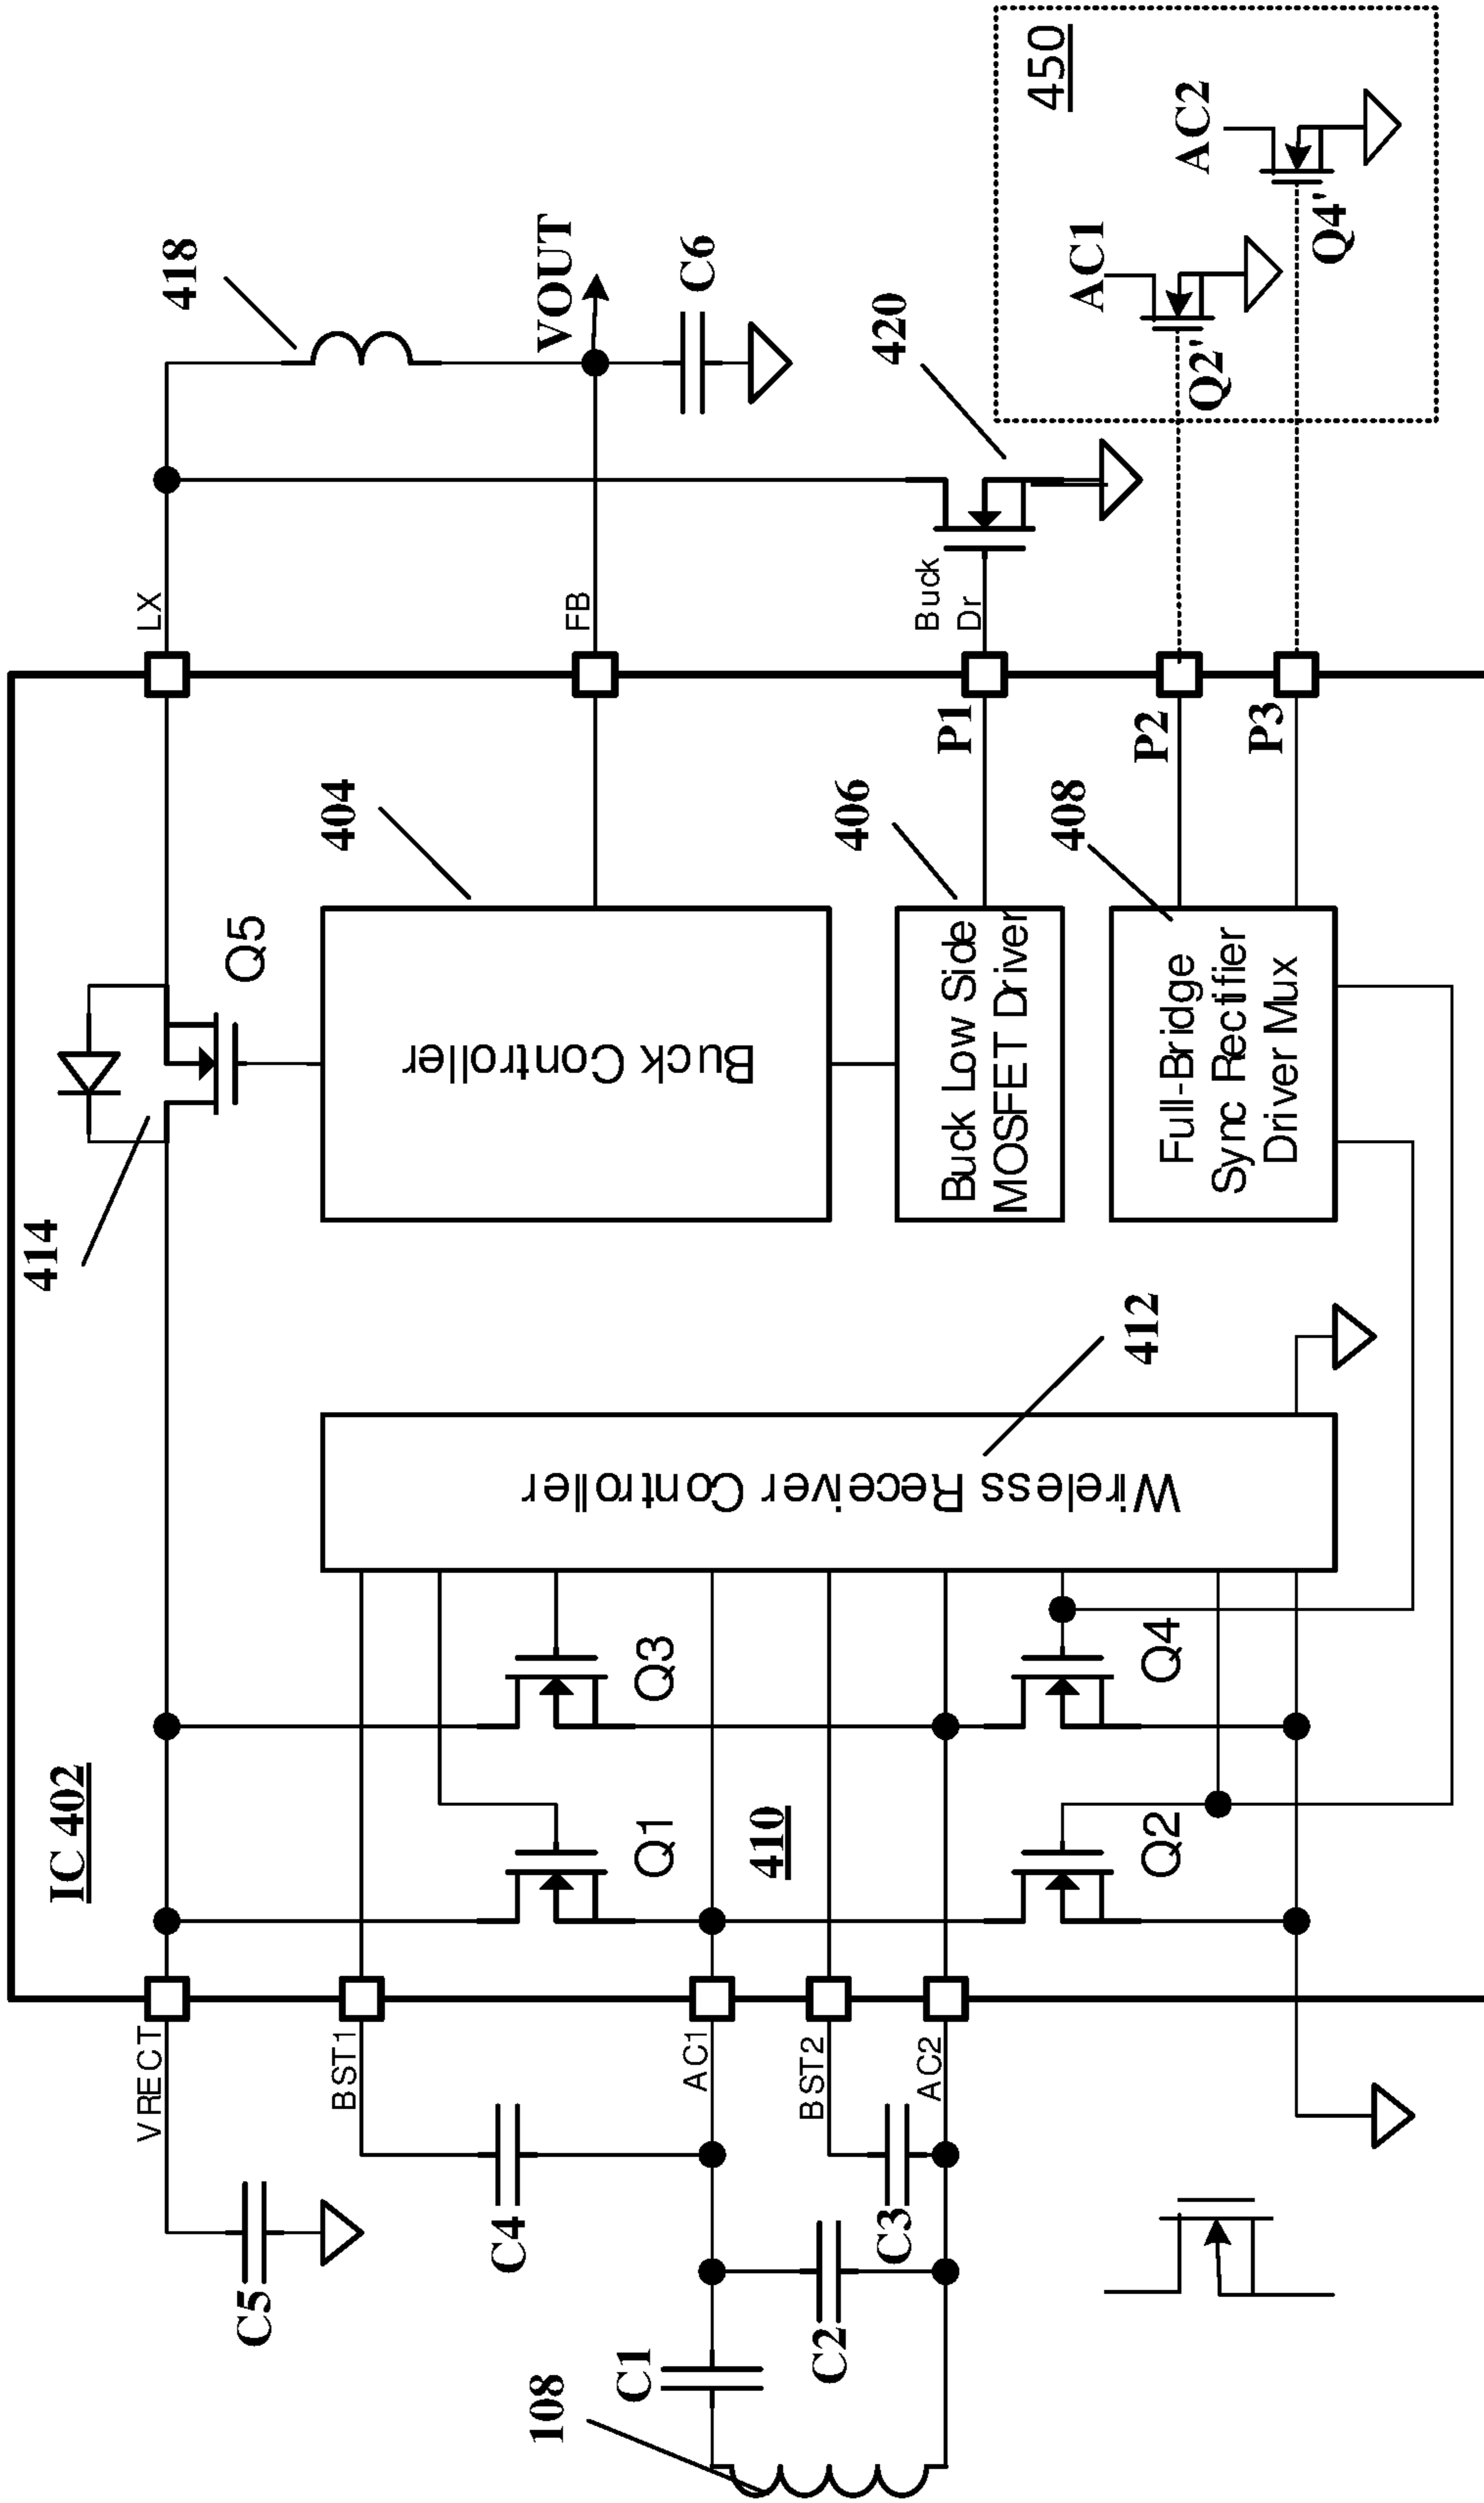 IC 402
414
Q5
404
Buck Controller
406
Buck Low Side
MOSFET Driver
408
Full-Bridge
Sync Rectifier
Driver Mux
LX
FB
Buck
Dr
P1
P2
P3
418
VOUT
C6
420
450
AC1
Q2'
AC2
Q4'
412
Wireless Receiver Controller
Q1
Q3
410
Q2
Q4
VRECT
BST1
AC1
BST2
AC2
C5
C4
C3
C2
C1
108